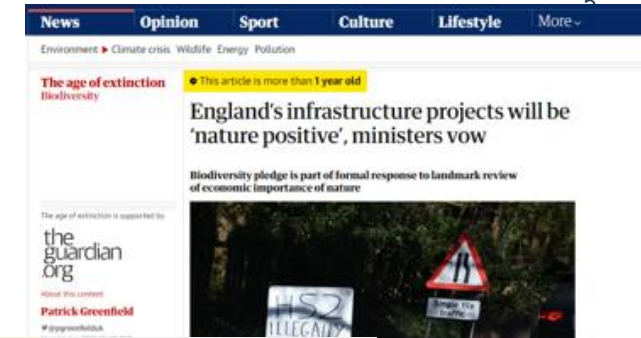 News Opinion Sport Culture Lifestyle More
Environment Climate crisis Wildlife Energy Pollution
The age of extinction
Biodiversity
This article is more than 1 year old
England's infrastructure projects will be
'nature positive', ministers vow
Biodiversity pledge is part of formal response to landmark review
of economic importance of nature
The age of extinction is supported by
the
guardian
.org
About this content
Patrick Greenfield
@pgreenfielduk
HS2
ILLEGALLY
Single file
traffic